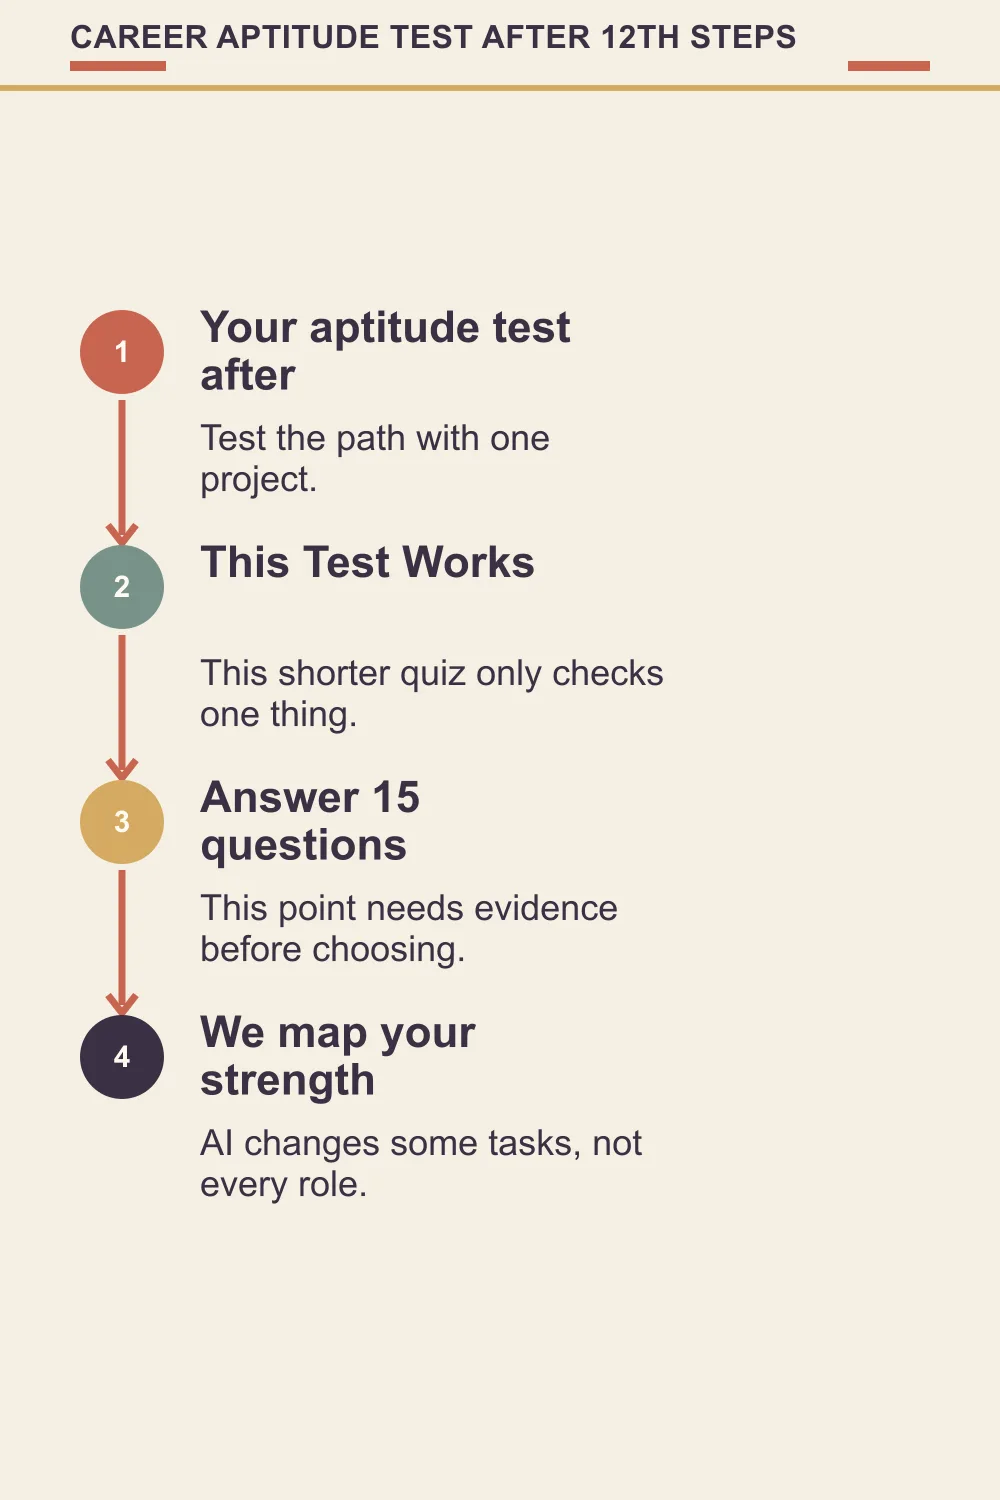 CAREER APTITUDE TEST AFTER 12TH STEPS
1
Your aptitude test
after
Test the path with one
project.
2
This Test Works
This shorter quiz only checks
one thing.
3
Answer 15
questions
This point needs evidence
before choosing.
4
We map your
strength
AI changes some tasks, not
every role.